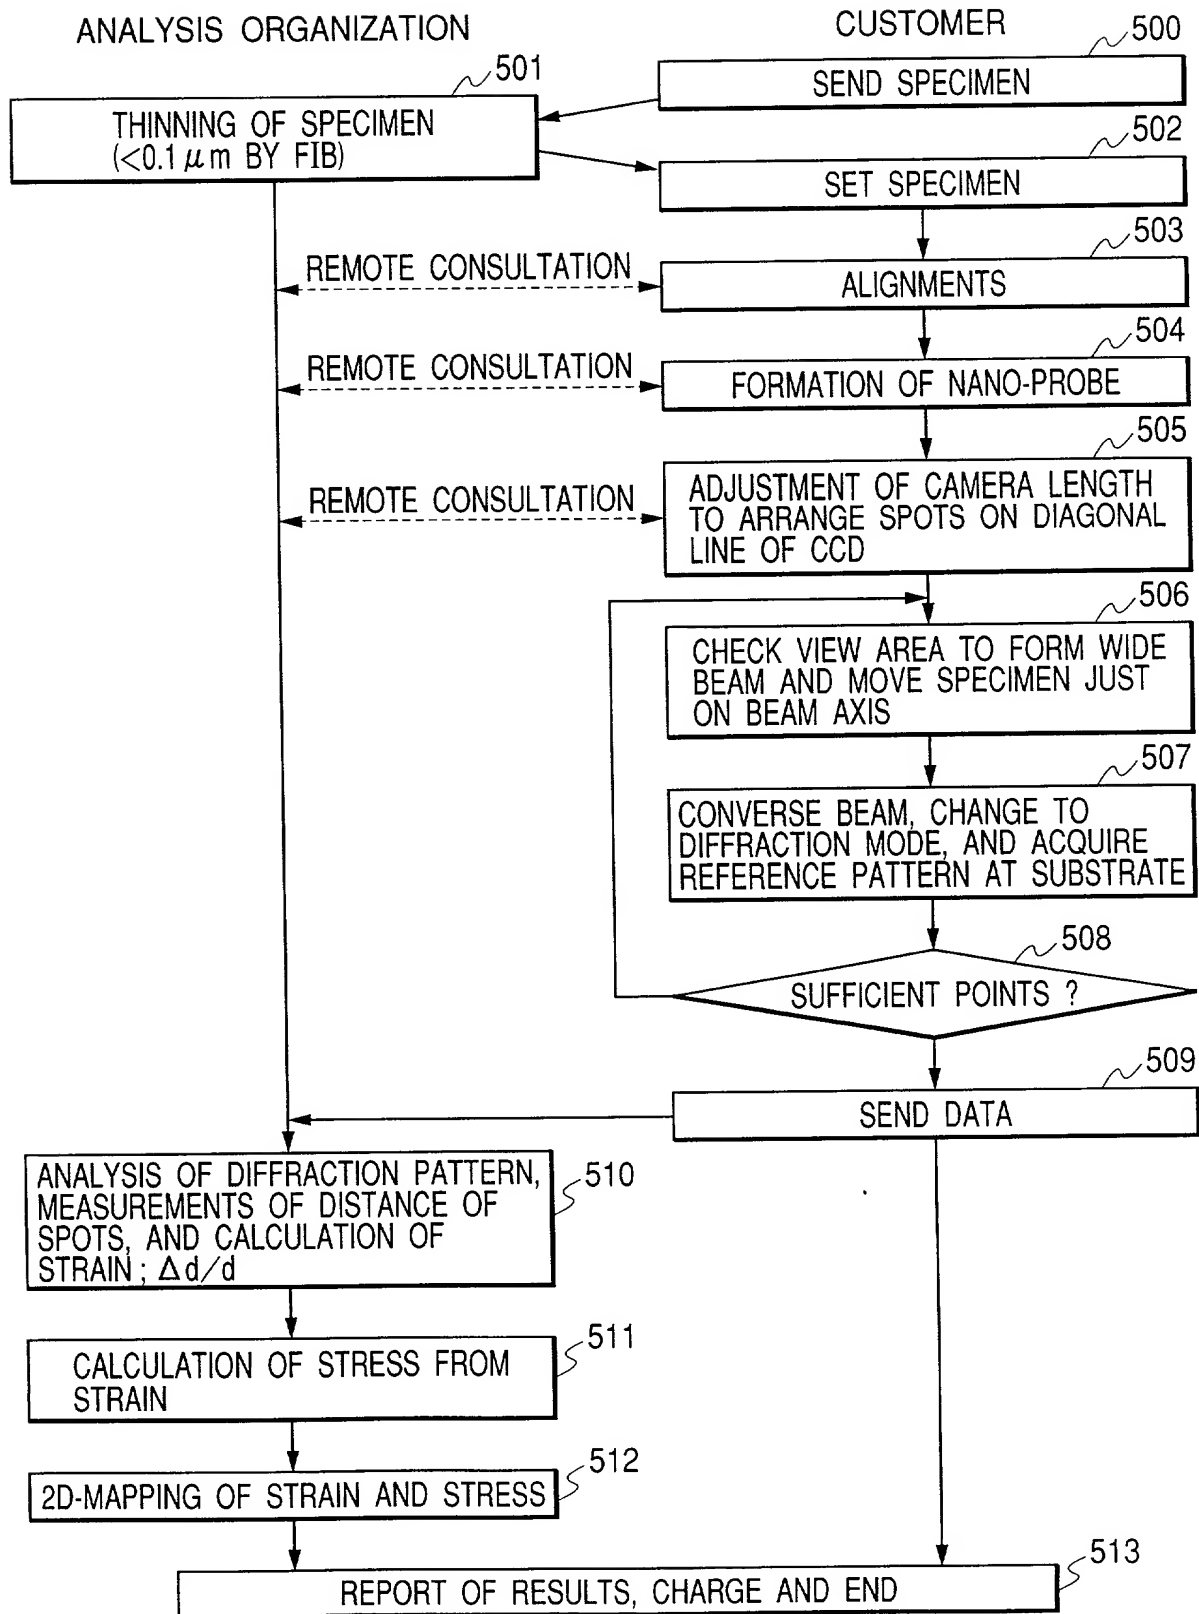 ANALYSIS ORGANIZATION
CUSTOMER
500
SEND SPECIMEN
501
THINNING OF SPECIMEN
(<0.1 μm BY FIB)
502
SET SPECIMEN
503
REMOTE CONSULTATION
ALIGNMENTS
504
REMOTE CONSULTATION
FORMATION OF NANO-PROBE
505
REMOTE CONSULTATION
ADJUSTMENT OF CAMERA LENGTH
TO ARRANGE SPOTS ON DIAGONAL
LINE OF CCD
506
CHECK VIEW AREA TO FORM WIDE
BEAM AND MOVE SPECIMEN JUST
ON BEAM AXIS
507
CONVERSE BEAM, CHANGE TO
DIFFRACTION MODE, AND ACQUIRE
REFERENCE PATTERN AT SUBSTRATE
508
SUFFICIENT POINTS ?
509
SEND DATA
510
ANALYSIS OF DIFFRACTION PATTERN,
MEASUREMENTS OF DISTANCE OF
SPOTS, AND CALCULATION OF
STRAIN ; Δd/d
511
CALCULATION OF STRESS FROM
STRAIN
512
2D-MAPPING OF STRAIN AND STRESS
513
REPORT OF RESULTS, CHARGE AND END